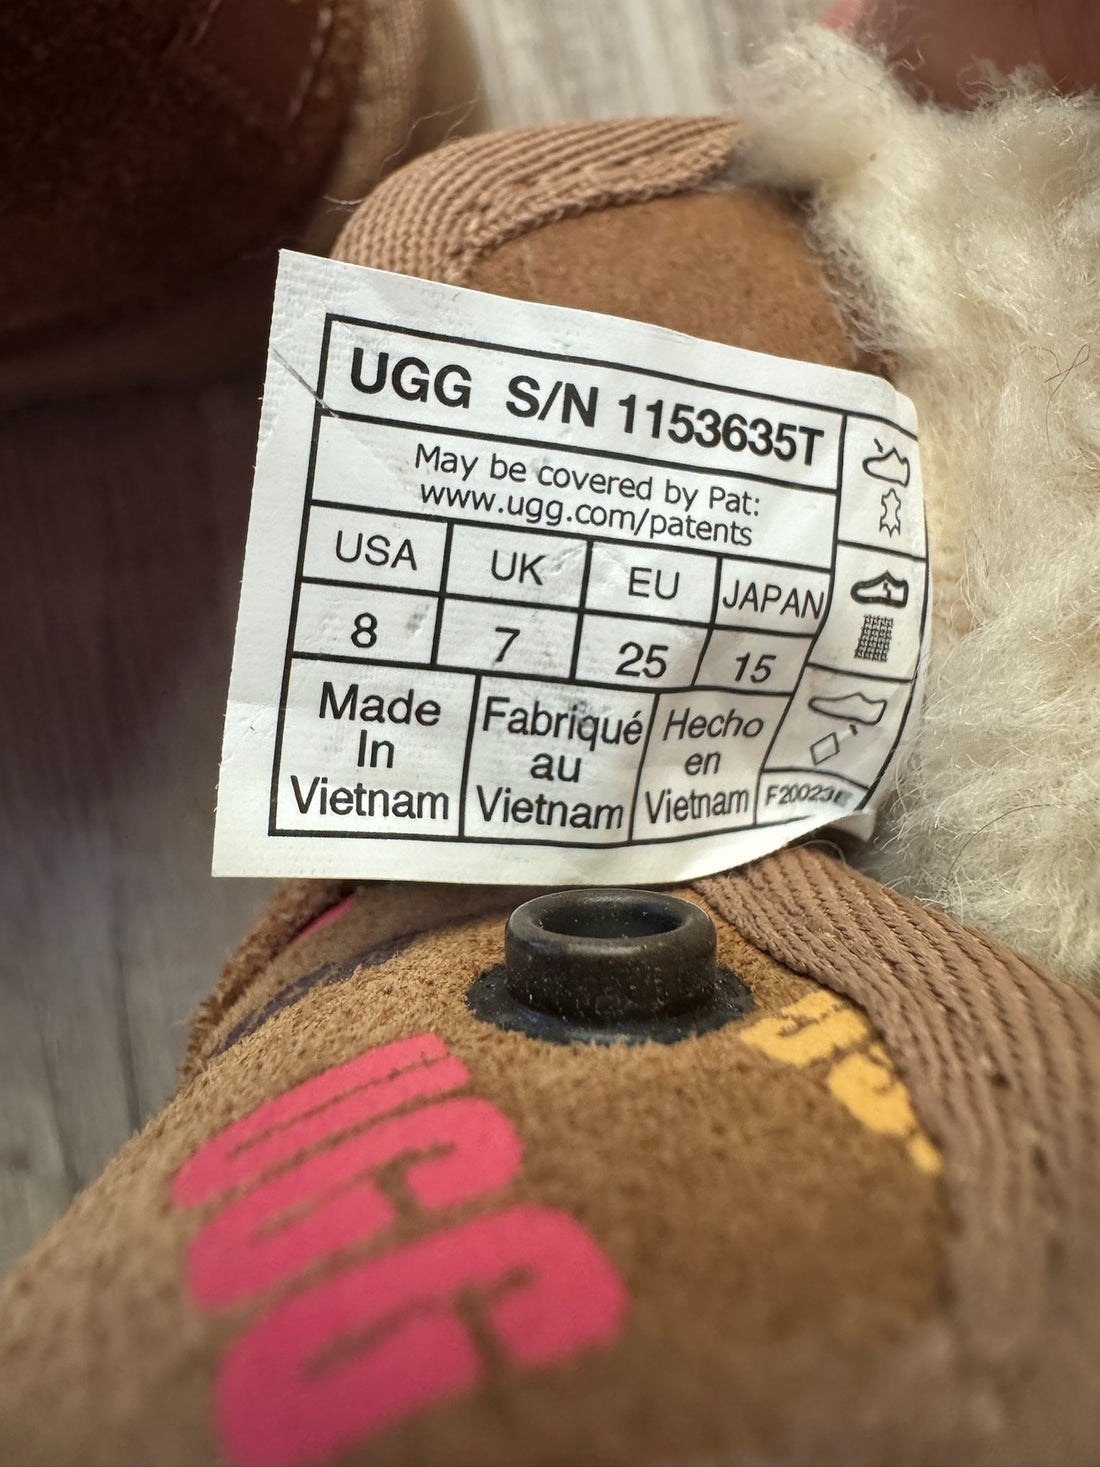 UGG S/N 1153635T
May be covered by Pat:
www.ugg.com/patents
USA UK EU JAPAN
8 7 25 15
Made In Vietnam
Fabriqué au Vietnam
Hecho en Vietnam
UGG